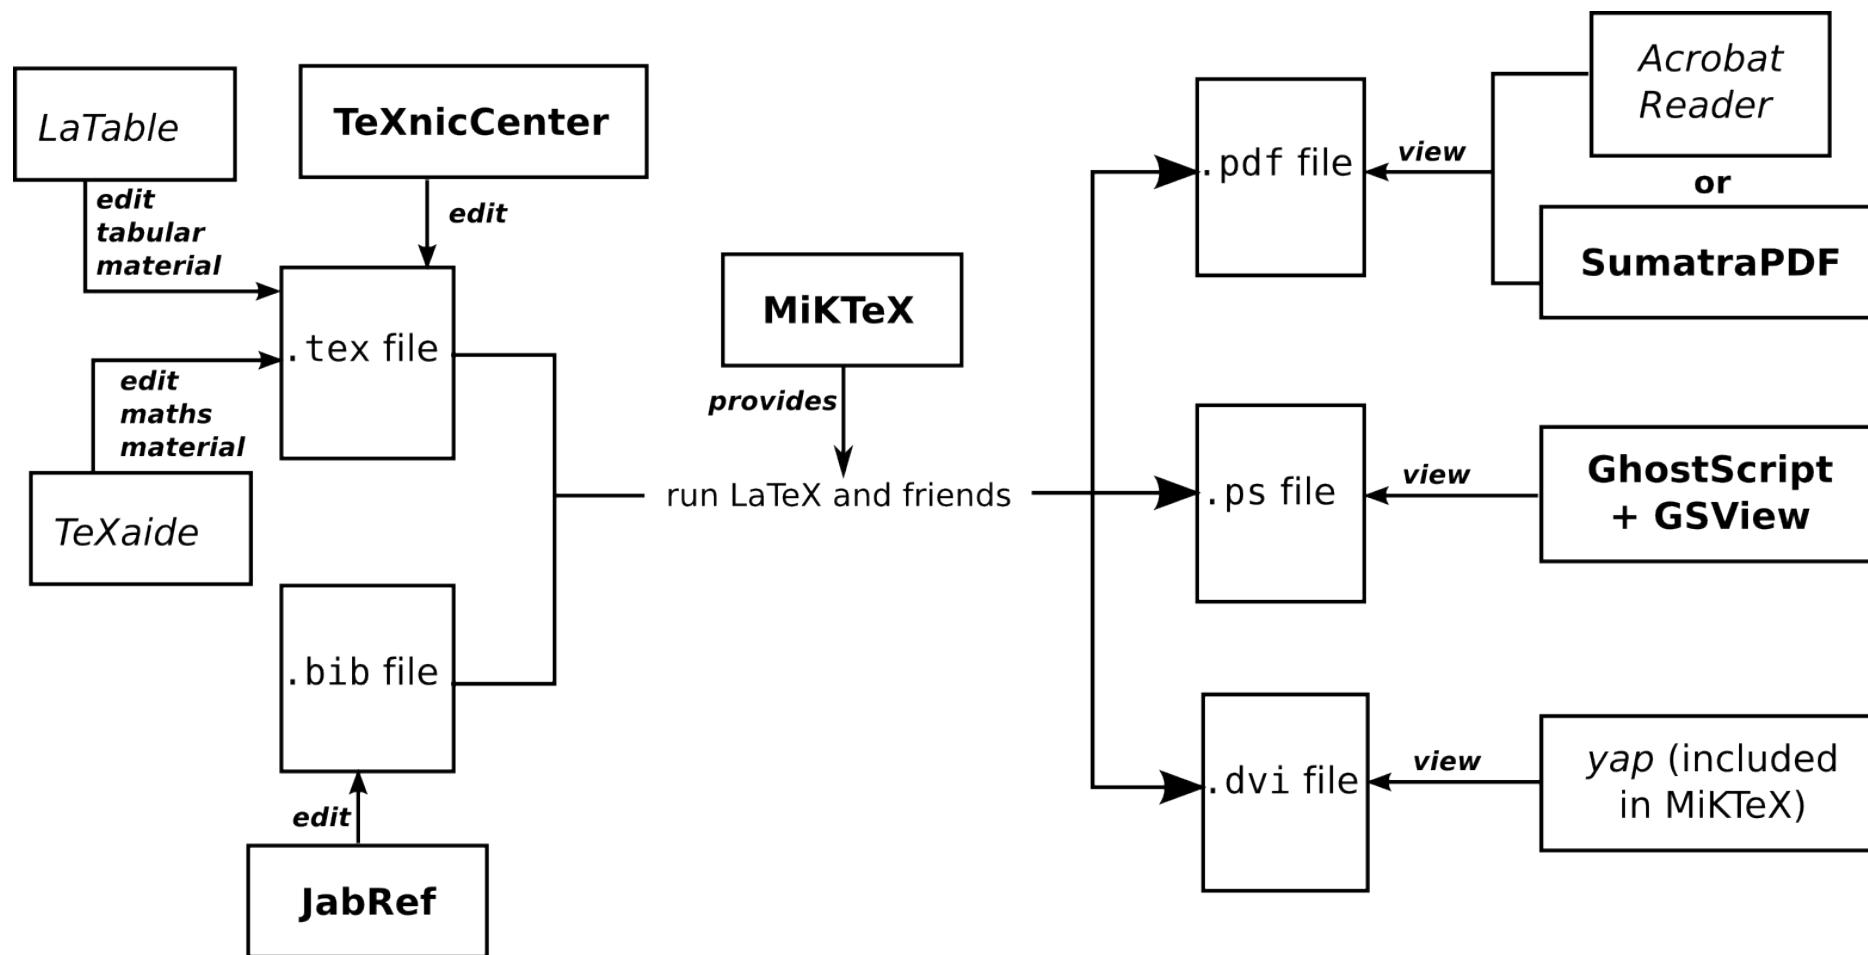 LaTable
edit
tabular
material
TeXnicCenter
edit
.tex file
edit
maths
material
TeXaide
.bib file
edit
JabRef
MiKTeX
provides
run LaTeX and friends
.pdf file
view
Acrobat
Reader
or
SumatraPDF
.ps file
view
GhostScript
+ GSView
.dvi file
view
yap (included
in MiKTeX)